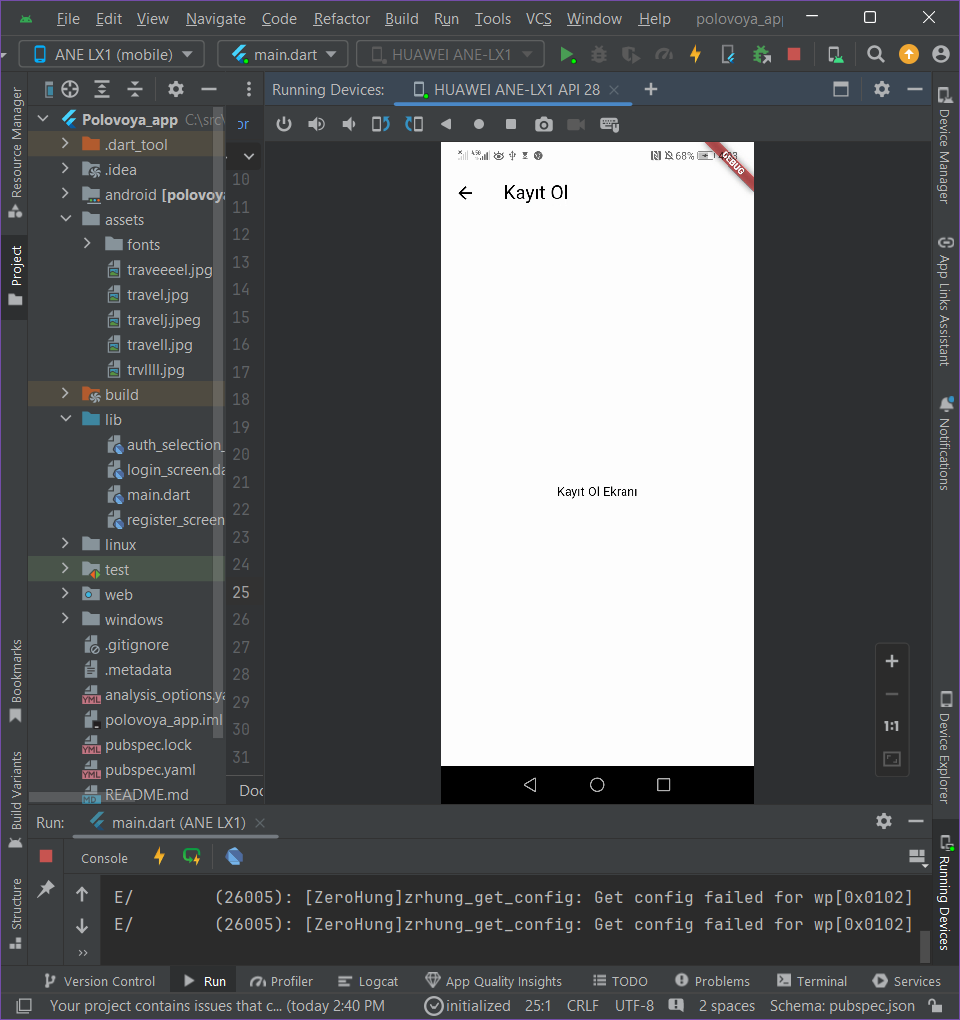 File Edit View Navigate Code Refactor Build Run Tools VCS Window Help polovoya_app
ANE LX1 (mobile) main.dart HUAWEI ANE-LX1
Running Devices: HUAWEI ANE-LX1 API 28
Resource Manager
Project
Bookmarks
Build Variants
Structure
Polovoya_app C:\src\
.dart_tool
.idea
android [polovoya
assets
fonts
traveeeel.jpg
travel.jpg
travelj.jpeg
travell.jpg
trvllll.jpg
build
lib
auth_selection_
login_screen.da
main.dart
register_screen
linux
test
web
windows
.gitignore
.metadata
analysis_options.ya
polovoya_app.iml
pubspec.lock
pubspec.yaml
README.md
or
10
11
12
13
14
15
16
17
18
19
20
21
22
23
24
25
26
27
28
29
30
31
Doc
68%
DEBUG
Kayıt Ol
Kayıt Ol Ekranı
1:1
Device Manager
App Links Assistant
Notifications
Device Explorer
Running Devices
Run: main.dart (ANE LX1)
Console
E/ (26005): [ZeroHung]zrhung_get_config: Get config failed for wp[0x0102]
E/ (26005): [ZeroHung]zrhung_get_config: Get config failed for wp[0x0102]
Version Control Run Profiler Logcat App Quality Insights TODO Problems Terminal Services
Your project contains issues that c... (today 2:40 PM initialized 25:1 CRLF UTF-8 2 spaces Schema: pubspec.json